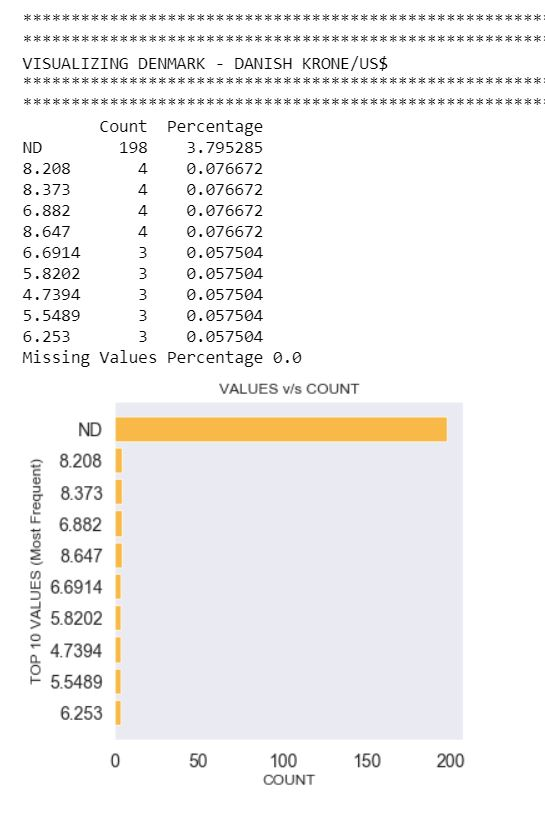 ************************************************************
************************************************************
VISUALIZING DENMARK - DANISH KRONE/US$
************************************************************
************************************************************
Count Percentage
ND 198 3.795285
8.208 4 0.076672
8.373 4 0.076672
6.882 4 0.076672
8.647 4 0.076672
6.6914 3 0.057504
5.8202 3 0.057504
4.7394 3 0.057504
5.5489 3 0.057504
6.253 3 0.057504
Missing Values Percentage 0.0
VALUES v/s COUNT
TOP 10 VALUES (Most Frequent)
ND
8.208
8.373
6.882
8.647
6.6914
5.8202
4.7394
5.5489
6.253
0 50 100 150 200
COUNT